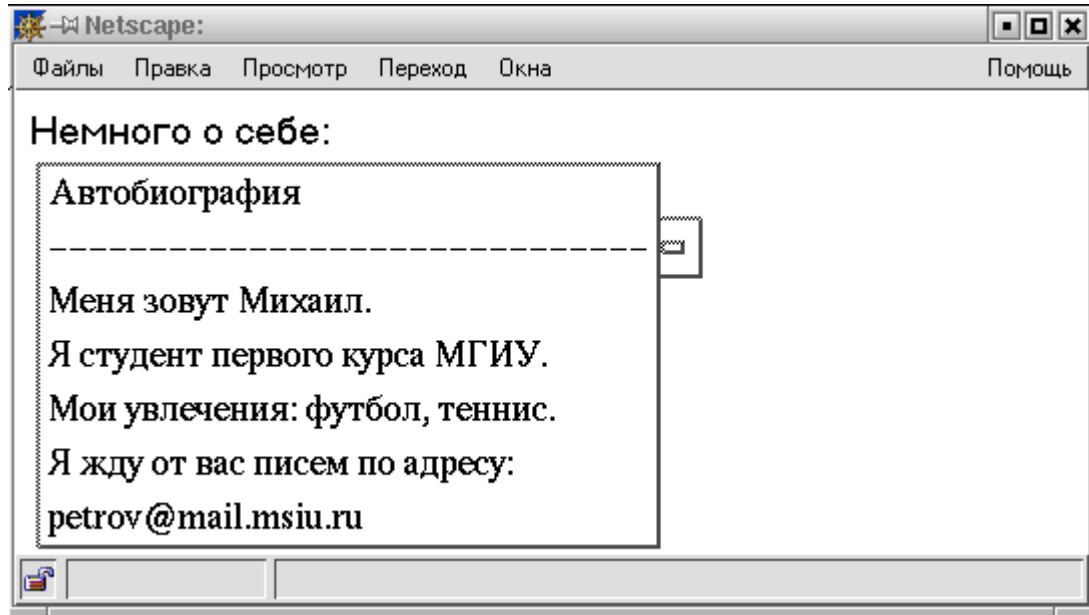 Netscape:
Файлы Правка Просмотр Переход Окна Помощь
Немного о себе:
Автобиография
------------------------------
Меня зовут Михаил.
Я студент первого курса МГИУ.
Мои увлечения: футбол, теннис.
Я жду от вас писем по адресу:
petrov@mail.msiu.ru